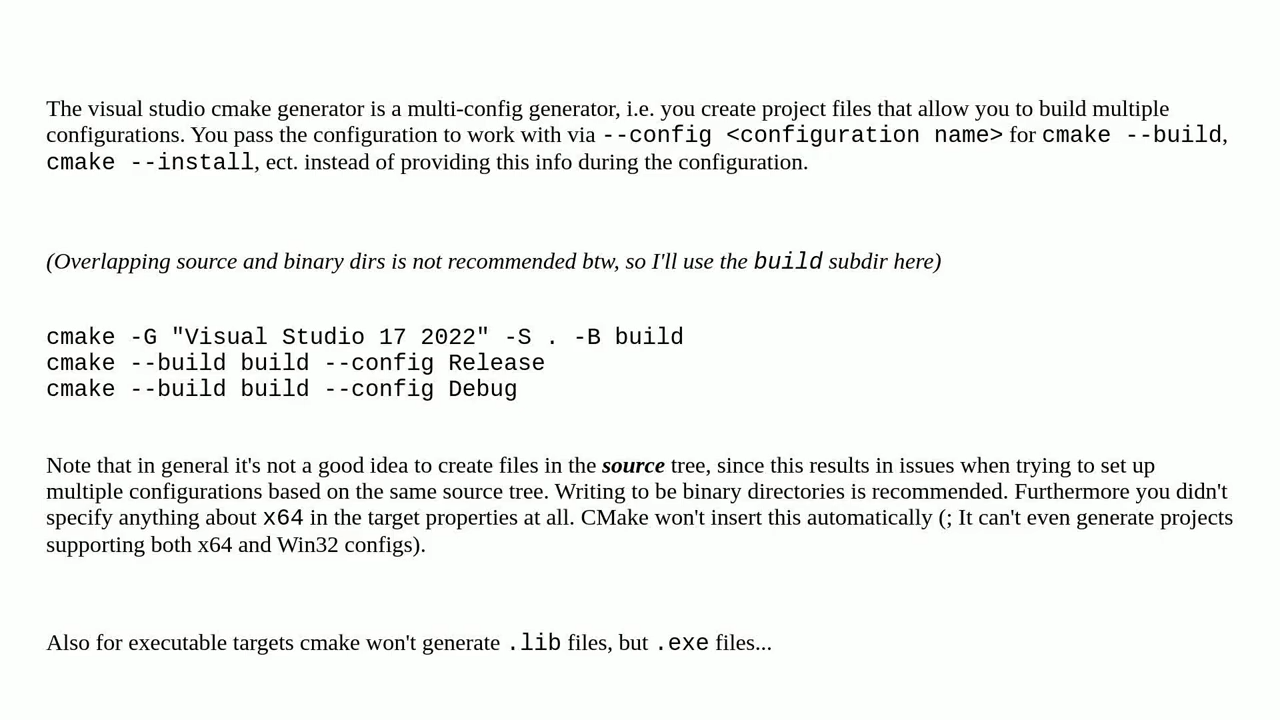 The visual studio cmake generator is a multi-config generator, i.e. you create project files that allow you to build multiple
configurations. You pass the configuration to work with via --config <configuration name> for cmake --build,
cmake --install, ect. instead of providing this info during the configuration.
(Overlapping source and binary dirs is not recommended btw, so I'll use the build subdir here)
cmake -G "Visual Studio 17 2022" -S . -B build
cmake --build build --config Release
cmake --build build --config Debug
Note that in general it's not a good idea to create files in the source tree, since this results in issues when trying to set up
multiple configurations based on the same source tree. Writing to be binary directories is recommended. Furthermore you didn't
specify anything about x64 in the target properties at all. CMake won't insert this automatically (; It can't even generate projects
supporting both x64 and Win32 configs).
Also for executable targets cmake won't generate .lib files, but .exe files...